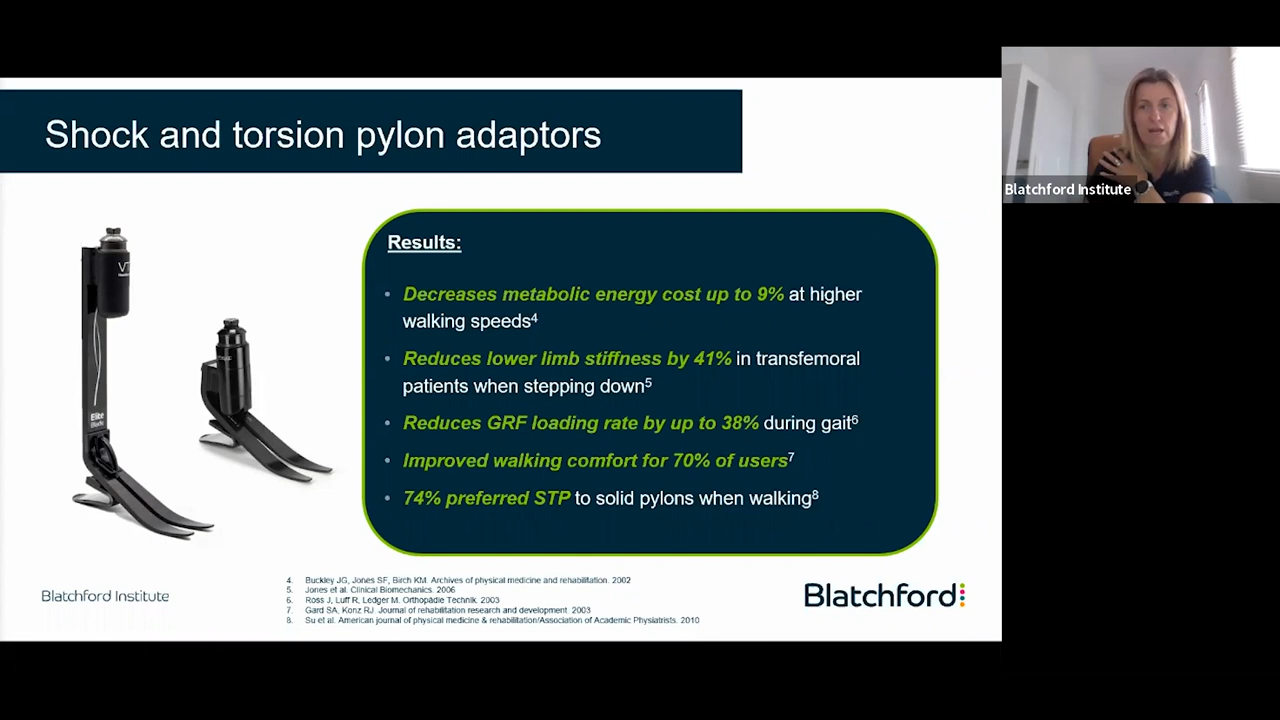 Shock and torsion pylon adaptors
Blatchford Institute
VT
Elite
Blade
Results:
• Decreases metabolic energy cost up to 9% at higher
walking speeds4
• Reduces lower limb stiffness by 41% in transfemoral
patients when stepping down5
• Reduces GRF loading rate by up to 38% during gait6
• Improved walking comfort for 70% of users7
• 74% preferred STP to solid pylons when walking8
4. Buckley JG, Jones SF, Birch KM. Archives of physical medicine and rehabilitation. 2002
5. Jones et al. Clinical Biomechanics. 2006
6. Ross J, Luff R, Ledger M. Orthopädie Technik. 2003
7. Gard SA, Konz RJ. Journal of rehabilitation research and development. 2003
8. Su et al. American journal of physical medicine & rehabilitation/Association of Academic Physiatrists. 2010
Blatchford Institute
Blatchford